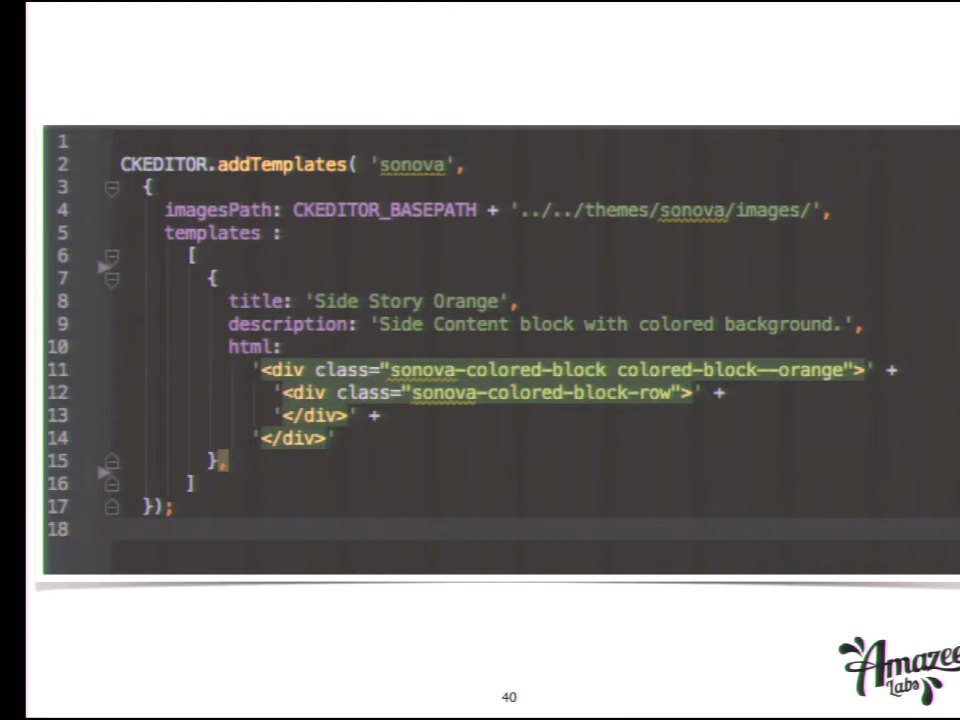 1
2 CKEDITOR.addTemplates( 'sonova',
3 {
4 imagesPath: CKEDITOR_BASEPATH + '../../themes/sonova/images/',
5 templates :
6 [
7 {
8 title: 'Side Story Orange',
9 description: 'Side Content block with colored background.',
10 html:
11 '<div class="sonova-colored-block colored-block--orange">' +
12 '<div class="sonova-colored-block-row">' +
13 '</div>' +
14 '</div>'
15 },
16 ]
17 });
18
Amazee
Labs
40